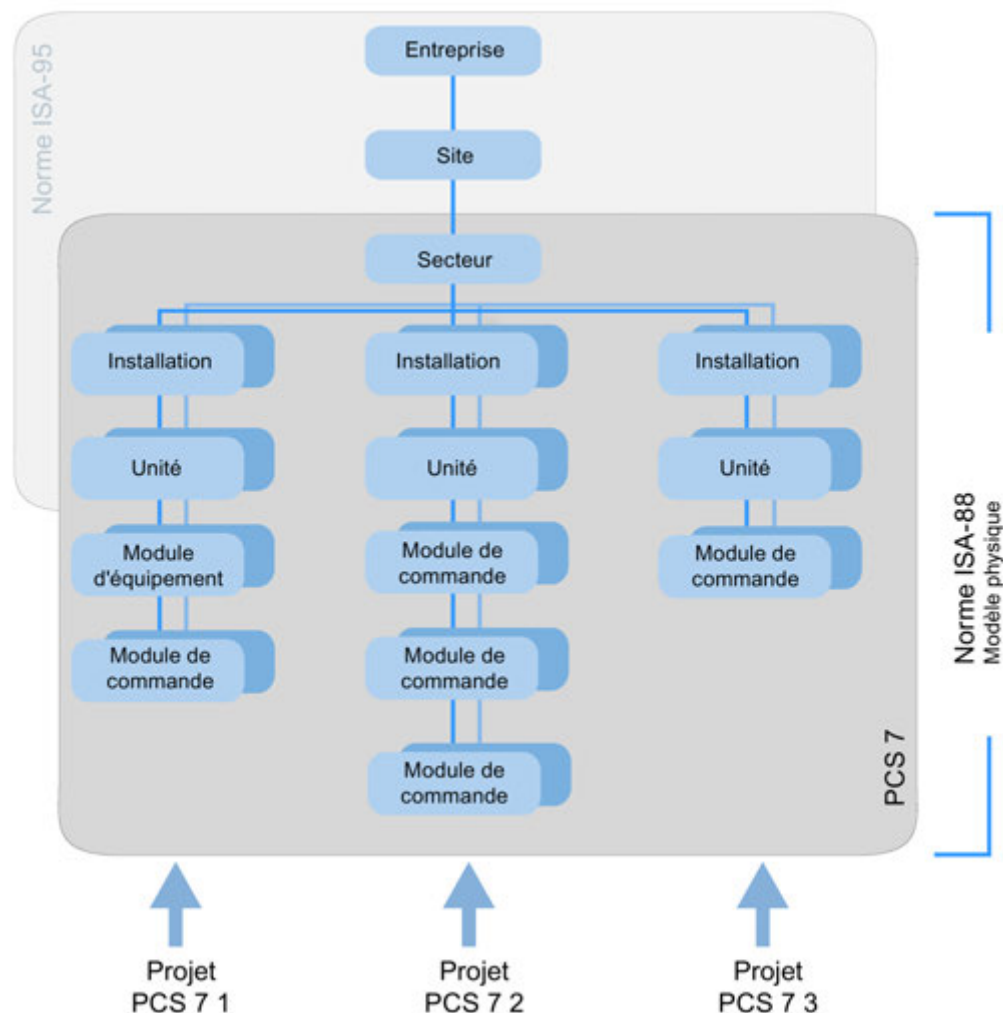 Norme ISA-95
Entreprise
Site
Secteur
Installation
Installation
Installation
Unité
Unité
Unité
Module
d'équipement
Module de
commande
Module de
commande
Module de
commande
Module de
commande
Module de
commande
Norme ISA-88
Modèle physique
PCS 7
Projet
PCS 7 1
Projet
PCS 7 2
Projet
PCS 7 3